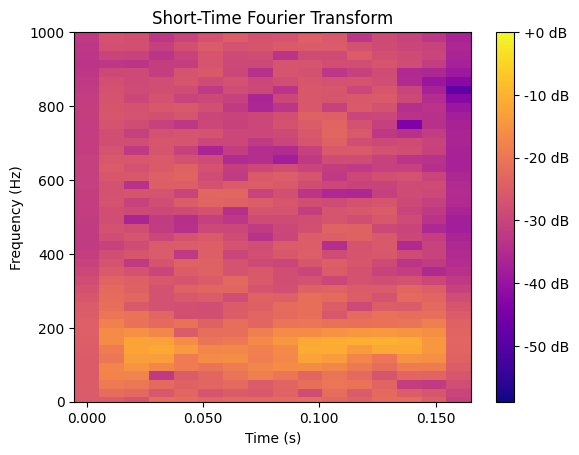 Short-Time Fourier Transform
1000
800
600
400
200
0
Frequency (Hz)
0.000
0.050
0.100
0.150
Time (s)
+0 dB
-10 dB
-20 dB
-30 dB
-40 dB
-50 dB